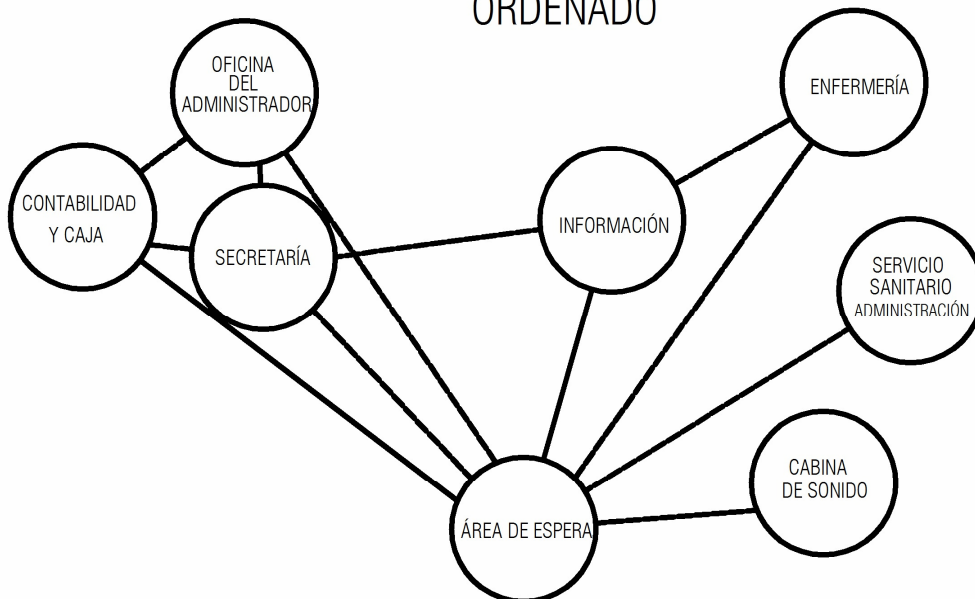 ORDENADO
OFICINA
DEL
ADMINISTRADOR
ENFERMERÍA
CONTABILIDAD
Y CAJA
SECRETARÍA
INFORMACIÓN
SERVICIO
SANITARIO
ADMINISTRACIÓN
CABINA
DE SONIDO
ÁREA DE ESPERA